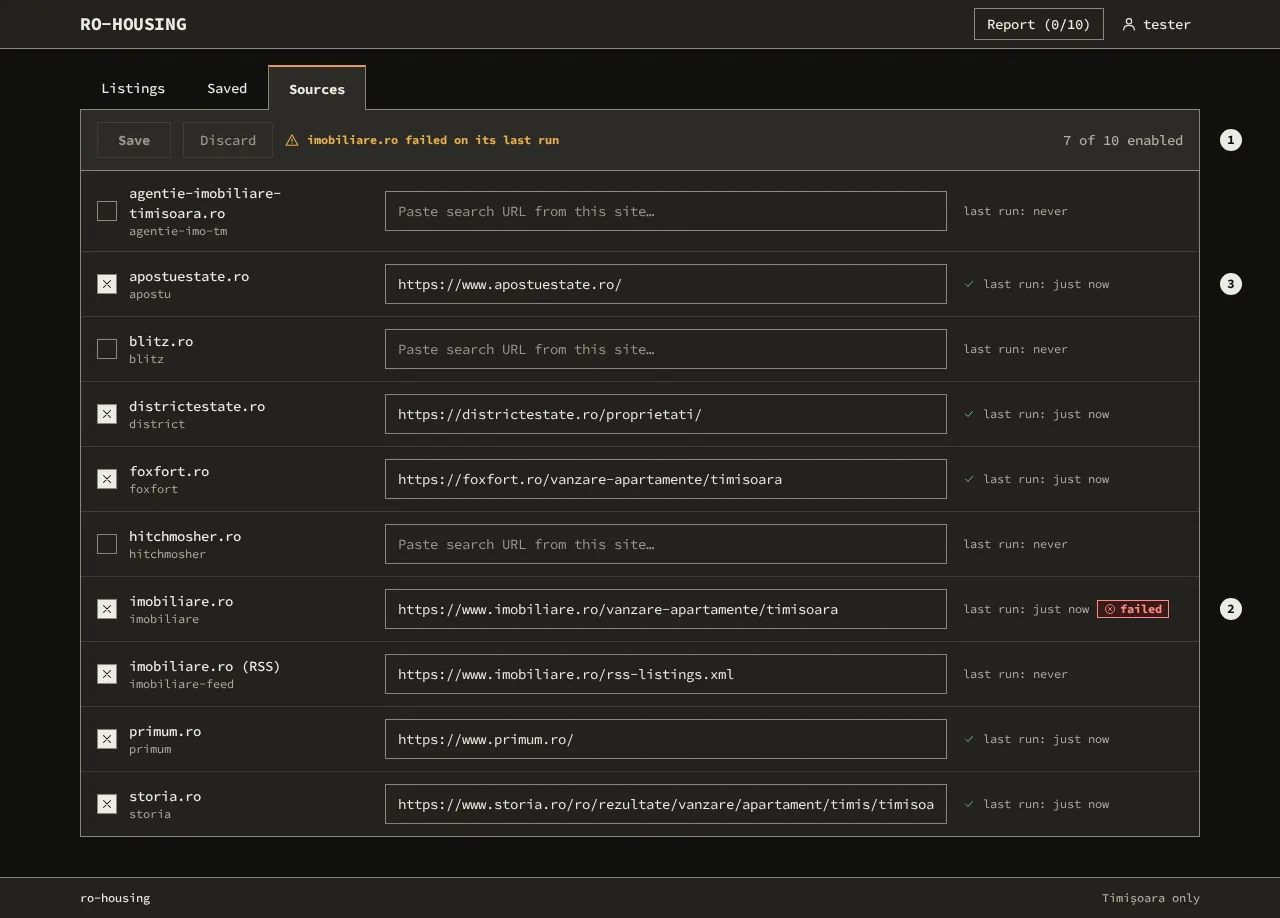 RO-HOUSING
Report (0/10)
tester
Listings
Saved
Sources
Save
Discard
imobiliare.ro failed on its last run
7 of 10 enabled
1
agentie-imobiliare-
timisoara.ro
agentie-imo-tm
Paste search URL from this site…
last run: never
apostuestate.ro
apostu
https://www.apostuestate.ro/
last run: just now
3
blitz.ro
blitz
Paste search URL from this site…
last run: never
districtestate.ro
district
https://districtestate.ro/proprietati/
last run: just now
foxfort.ro
foxfort
https://foxfort.ro/vanzare-apartamente/timisoara
last run: just now
hitchmosher.ro
hitchmosher
Paste search URL from this site…
last run: never
imobiliare.ro
imobiliare
https://www.imobiliare.ro/vanzare-apartamente/timisoara
last run: just now
failed
2
imobiliare.ro (RSS)
imobiliare-feed
https://www.imobiliare.ro/rss-listings.xml
last run: never
primum.ro
primum
https://www.primum.ro/
last run: just now
storia.ro
storia
https://www.storia.ro/ro/rezultate/vanzare/apartament/timis/timisoa
last run: just now
ro-housing
Timișoara only